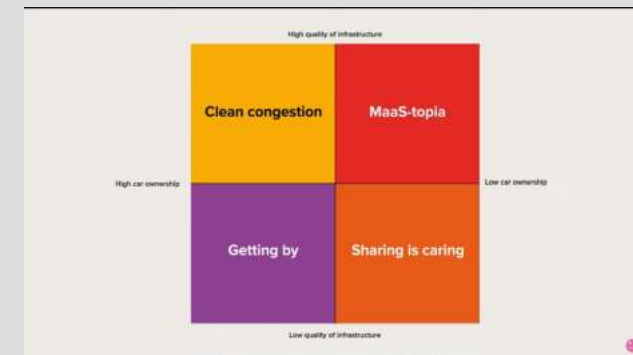 High quality of infrastructure
Clean congestion
MaaS-topia
High car ownership
Low car ownership
Getting by
Sharing is caring
Low quality of infrastructure